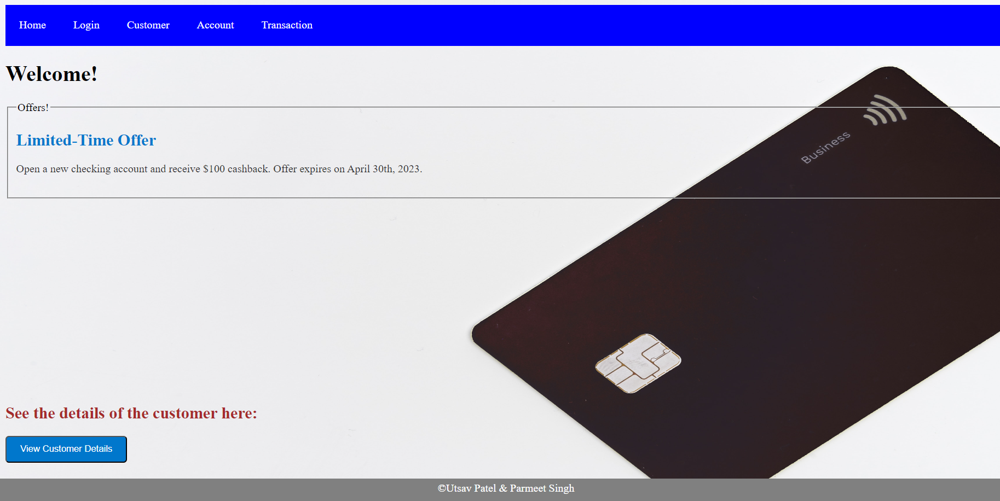 Home Login Customer Account Transaction
Welcome!
Offers!
Limited-Time Offer
Open a new checking account and receive $100 cashback. Offer expires on April 30th, 2023.
Business
See the details of the customer here:
View Customer Details
©Utsav Patel & Parmeet Singh